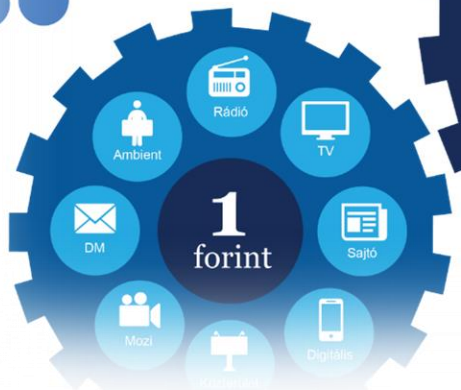 Rádió
Ambient
TV
1
forint
DM
Sajtó
Mozi
Digitális